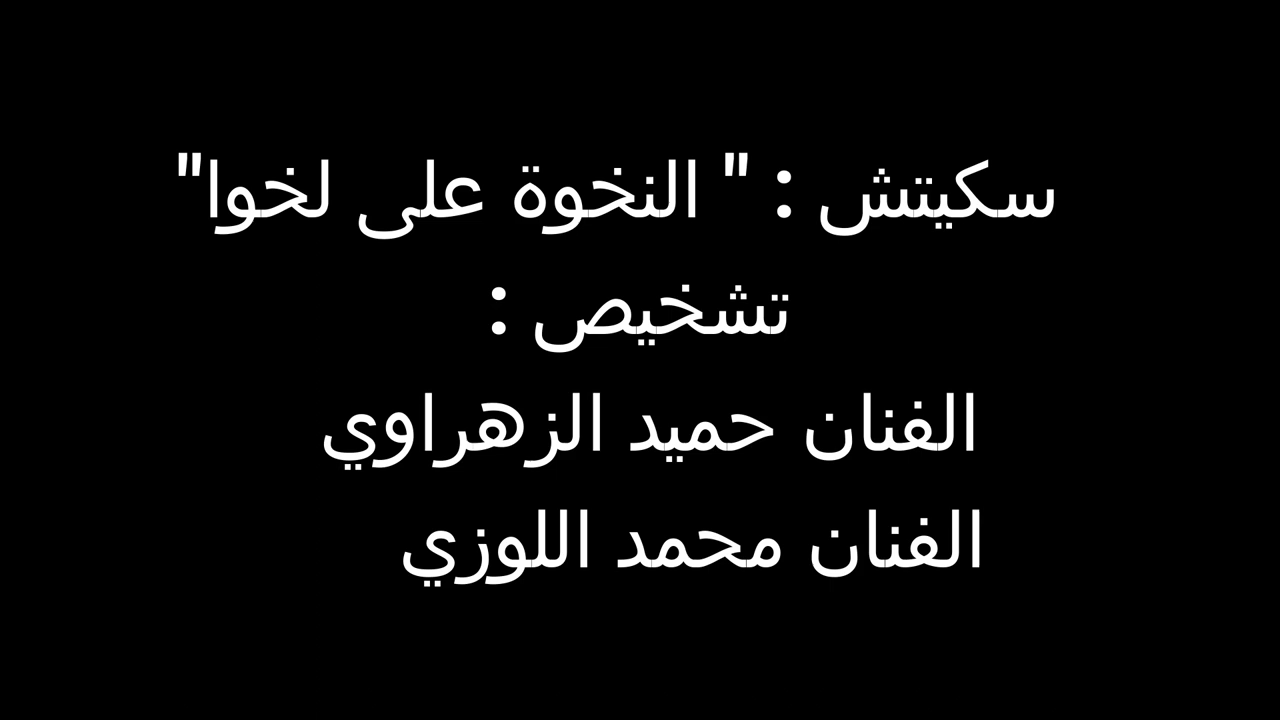 سكيتش : " النخوة على لخوا"
تشخيص :
الفنان حميد الزهراوي
الفنان محمد اللوزي